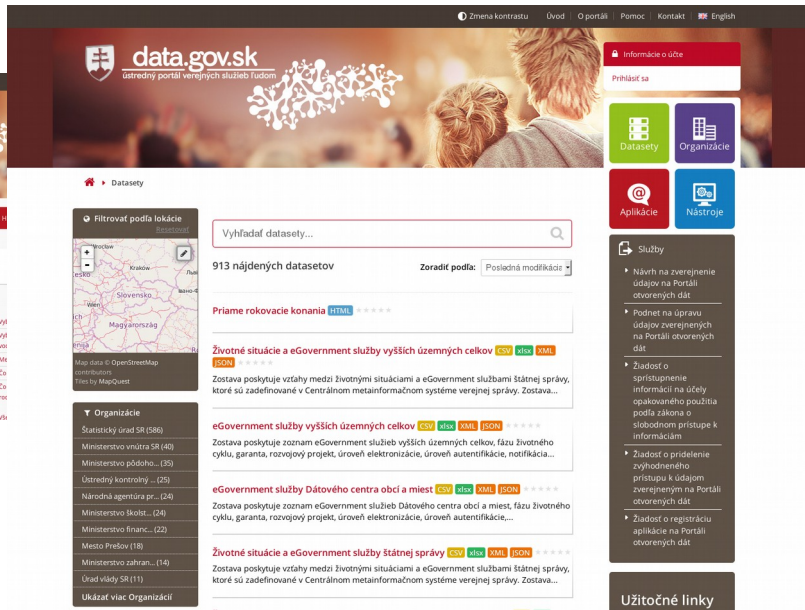 Zmena kontrastu Úvod O portáli Pomoc Kontakt English
data.gov.sk
ústredný portál verejných služieb ľuďom
Informácie o účte
Prihlásiť sa
Datasety
Organizácie
Aplikácie
Nástroje
Datasety
Filtrovať podľa lokácie
Resetovať
+
-
Wrocław
Kraków
Slovensko
Wien
Magyarország
Map data © OpenStreetMap
contributors
Tiles by MapQuest
Organizácie
Štatistický úrad SR (586)
Ministerstvo vnútra SR (40)
Ministerstvo pôdoho... (35)
Ústredný kontrolný ... (25)
Národná agentúra pr... (24)
Ministerstvo školst... (24)
Ministerstvo financ... (22)
Mesto Prešov (18)
Ministerstvo zahran... (14)
Úrad vlády SR (11)
Ukázať viac Organizácií
Vyhľadať datasety...
913 nájdených datasetov
Zoradiť podľa: Posledná modifikácia
Priame rokovacie konania HTML
Životné situácie a eGovernment služby vyšších územných celkov CSV xlsx XML
JSON
Zostava poskytuje vzťahy medzi životnými situáciami a eGovernment službami štátnej správy,
ktoré sú zadefinované v Centrálnom metainformačnom systéme verejnej správy. Zostava...
eGovernment služby vyšších územných celkov CSV xlsx XML JSON
Zostava poskytuje zoznam eGovernment služieb vyšších územných celkov, fázu životného
cyklu, garanta, rozvojový projekt, úroveň elektronizácie, úroveň autentifikácie, notifikácia...
eGovernment služby Dátového centra obcí a miest CSV xlsx XML JSON
Zostava poskytuje zoznam eGovernment služieb Dátového centra obcí a miest, fázu životného
cyklu, garanta, rozvojový projekt, úroveň elektronizácie, úroveň autentifikácie,...
Životné situácie a eGovernment služby štátnej správy CSV xlsx XML JSON
Zostava poskytuje vzťahy medzi životnými situáciami a eGovernment službami štátnej správy,
ktoré sú zadefinované v Centrálnom metainformačnom systéme verejnej správy. Zostava...
Služby
Návrh na zverejnenie
údajov na Portáli
otvorených dát
Podnet na úpravu
údajov zverejnených
na Portáli otvorených
dát
Žiadosť o
sprístupnenie
informácií na účely
opakovaného použitia
podľa zákona o
slobodnom prístupe k
informáciám
Žiadosť o pridelenie
zvýhodneného
prístupu k údajom
zverejneným na Portáli
otvorených dát
Žiadosť o registráciu
aplikácie na Portáli
otvorených dát
Užitočné linky